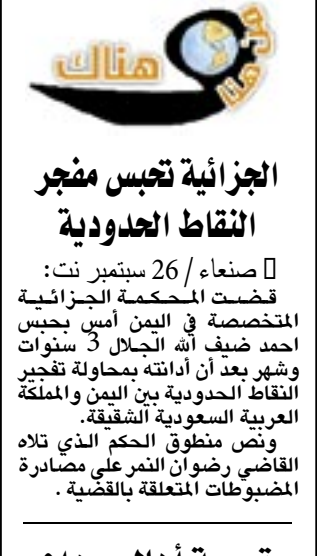 من هنا
هناك
الجزائية تحبس مفجر
النقاط الحدودية
صنعاء / 26 سبتمبر نت:
قضت المحكمة الجزائية
المتخصصة في اليمن أمس بحبس
احمد ضيف الله الجلال 3 سنوات
وشهر بعد أن أدانته بمحاولة تفجير
النقاط الحدودية بين اليمن والمملكة
العربية السعودية الشقيقة.
ونص منطوق الحكم الذي تلاه
القاضي رضوان النمر على مصادرة
المضبوطات المتعلقة بالقضية .